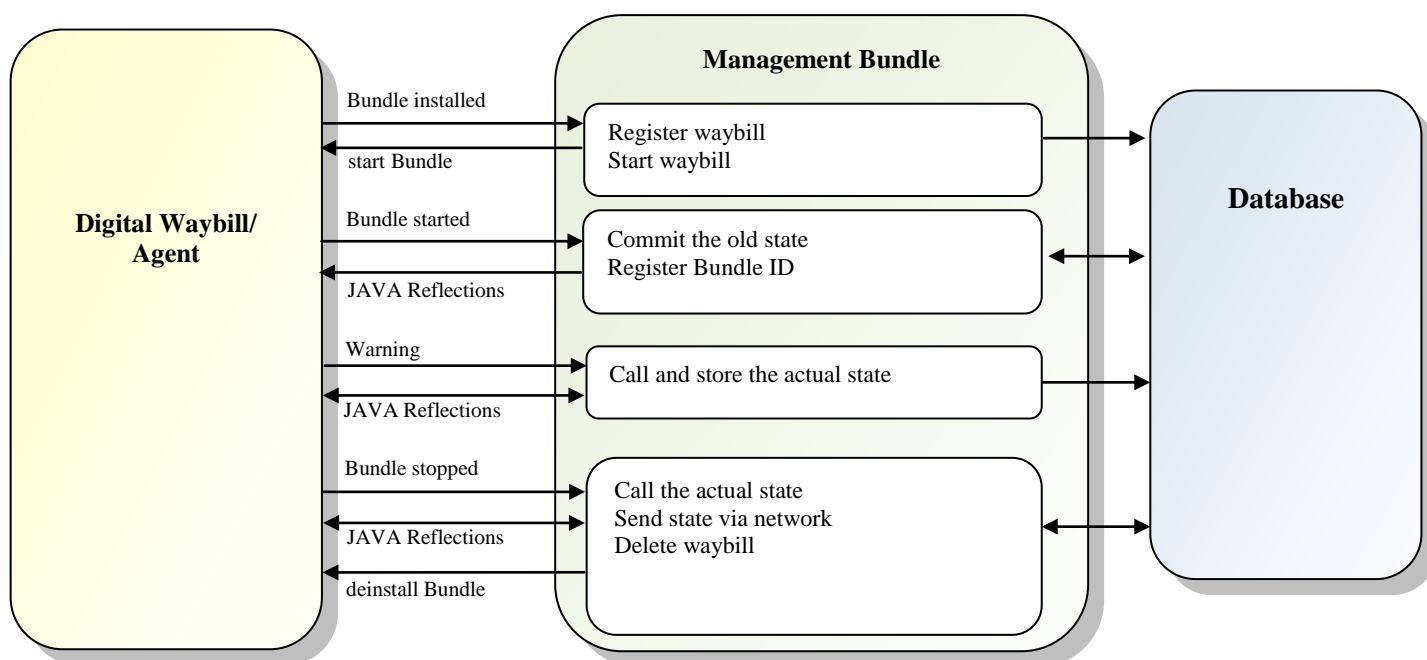 Management Bundle
Bundle installed
Register waybill
start Bundle
Start waybill
Digital Waybill/
Agent
Database
Bundle started
Commit the old state
Register Bundle ID
JAVA Reflections
Warning
Call and store the actual state
JAVA Reflections
Bundle stopped
Call the actual state
Send state via network
JAVA Reflections
Delete waybill
deinstall Bundle